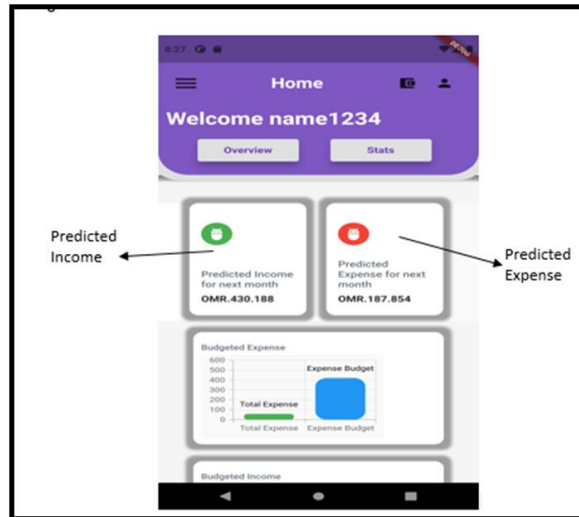 8:27
DEBUG
Home
Welcome name1234
Overview
Stats
Predicted
Income
Predicted Income
for next month
OMR.430.188
Predicted
Expense for next
month
OMR.187.854
Predicted
Expense
Budgeted Expense
600
500
400
300
200
100
0
Expense Budget
Total Expense
Total Expense
Expense Budget
Budgeted Income